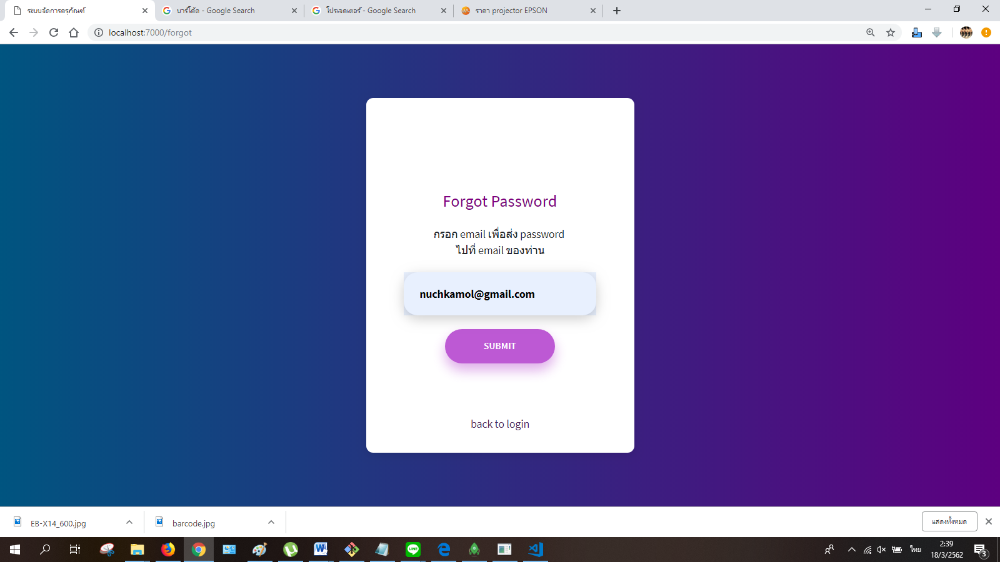 ระบบจัดการครุภัณฑ์
บาร์โค้ด - Google Search
โปรเจคเตอร์ - Google Search
ราคา projector EPSON
localhost:7000/forgot
Forgot Password
กรอก email เพื่อส่ง password
ไปที่ email ของท่าน
nuchkamol@gmail.com
SUBMIT
back to login
EB-X14_600.jpg
barcode.jpg
แสดงทั้งหมด
LINE
ไทย
2:39
18/3/2562
3